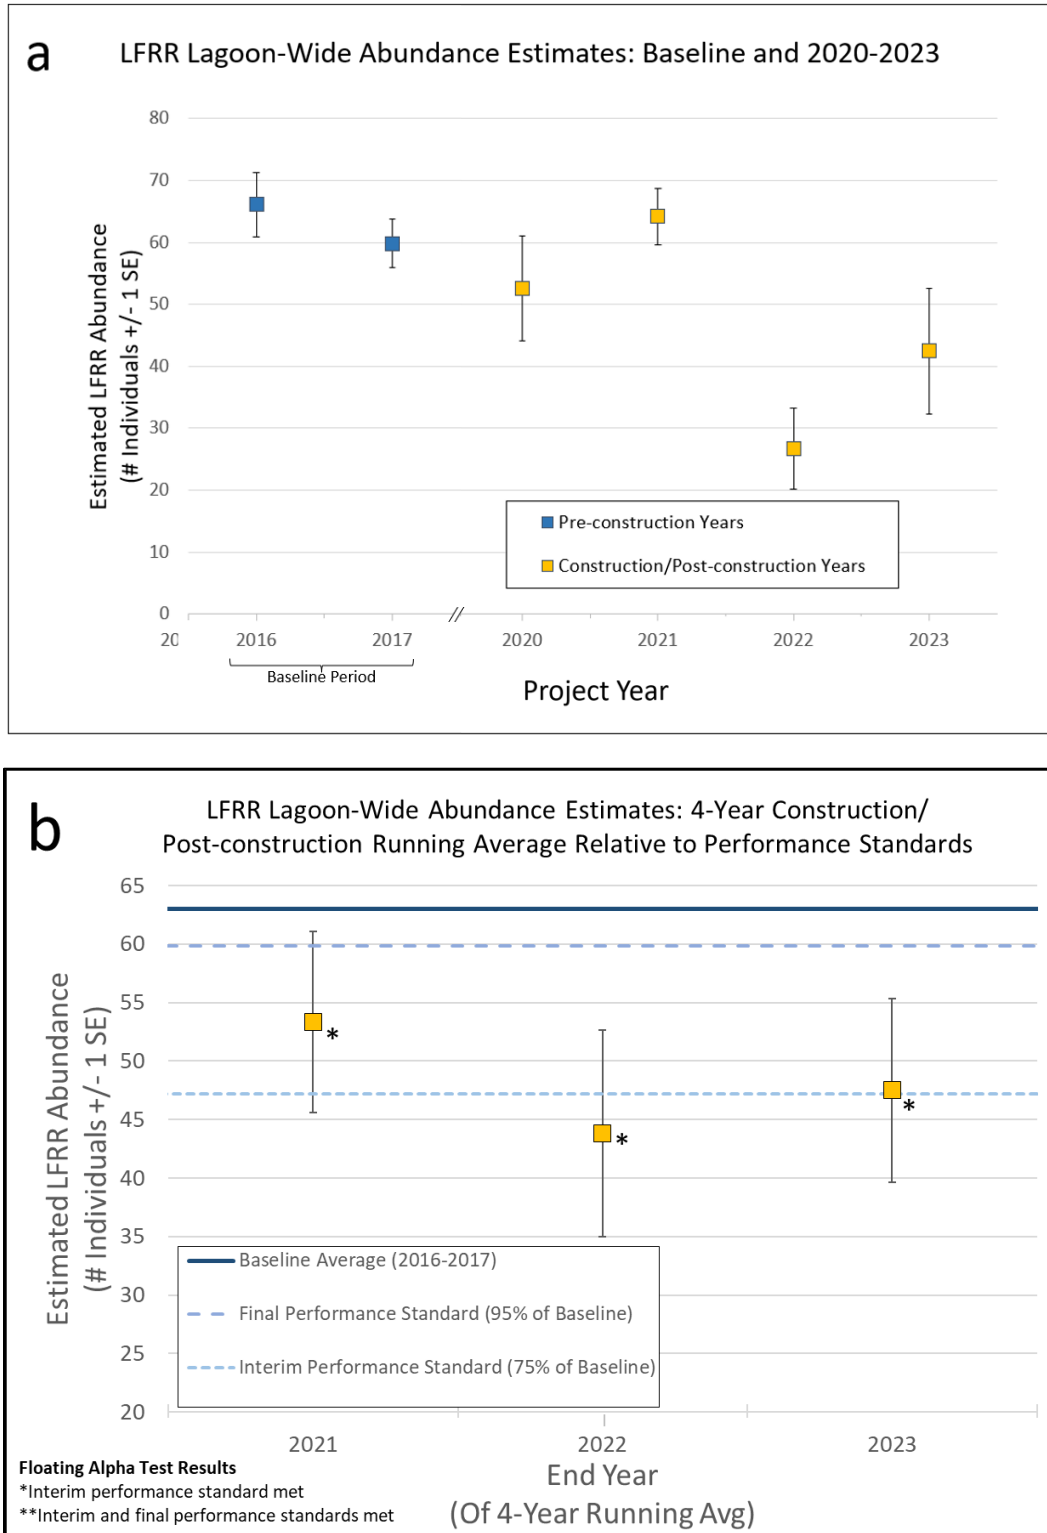 a
LFRR Lagoon-Wide Abundance Estimates: Baseline and 2020-2023
Estimated LFRR Abundance
(# Individuals +/- 1 SE)
80
70
60
50
40
30
20
10
0
Pre-construction Years
Construction/Post-construction Years
20 2016 2017 // 2020 2021 2022 2023
Baseline Period
Project Year
b
LFRR Lagoon-Wide Abundance Estimates: 4-Year Construction/
Post-construction Running Average Relative to Performance Standards
Estimated LFRR Abundance
(# Individuals +/- 1 SE)
65
60
55
50
45
40
35
30
25
20
*
*
*
Baseline Average (2016-2017)
Final Performance Standard (95% of Baseline)
Interim Performance Standard (75% of Baseline)
2021 2022 2023
End Year
(Of 4-Year Running Avg)
Floating Alpha Test Results
*Interim performance standard met
**Interim and final performance standards met